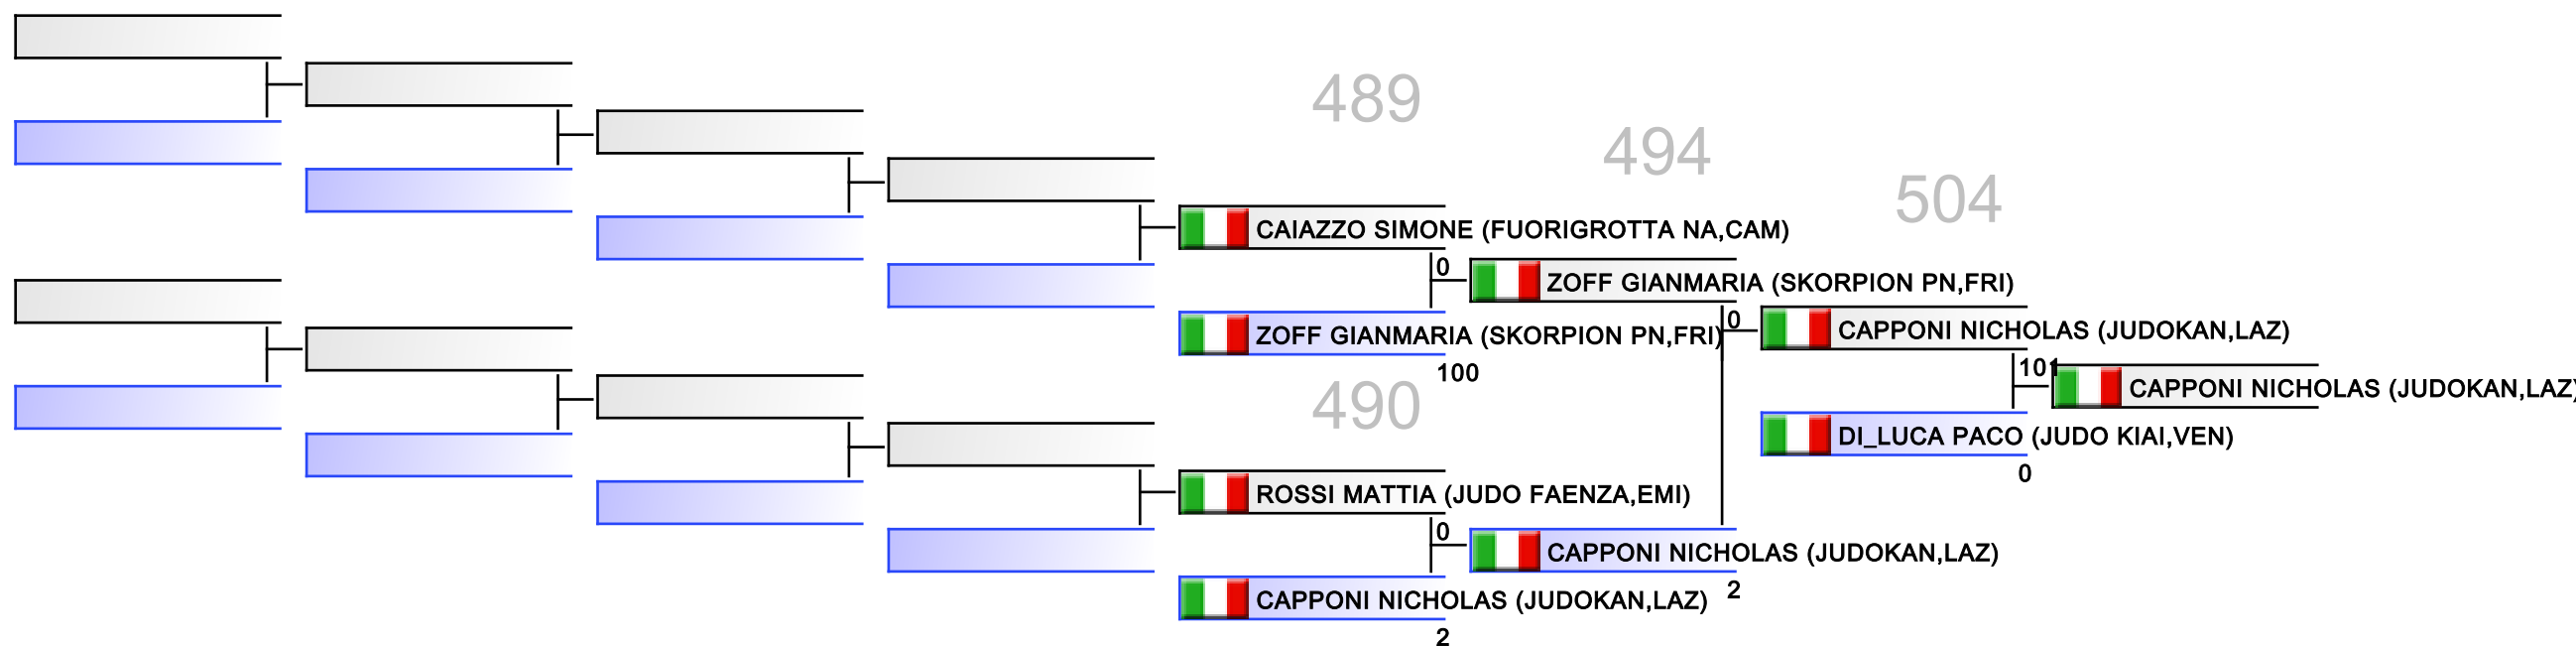 489
494
504
CAIAZZO SIMONE (FUORIGROTTA NA,CAM)
0
ZOFF GIANMARIA (SKORPION PN,FRI)
ZOFF GIANMARIA (SKORPION PN,FRI)
100
0
CAPPONI NICHOLAS (JUDOKAN,LAZ)
101
CAPPONI NICHOLAS (JUDOKAN,LAZ)
DI_LUCA PACO (JUDO KIAI,VEN)
0
490
ROSSI MATTIA (JUDO FAENZA,EMI)
0
CAPPONI NICHOLAS (JUDOKAN,LAZ)
2
CAPPONI NICHOLAS (JUDOKAN,LAZ)
2